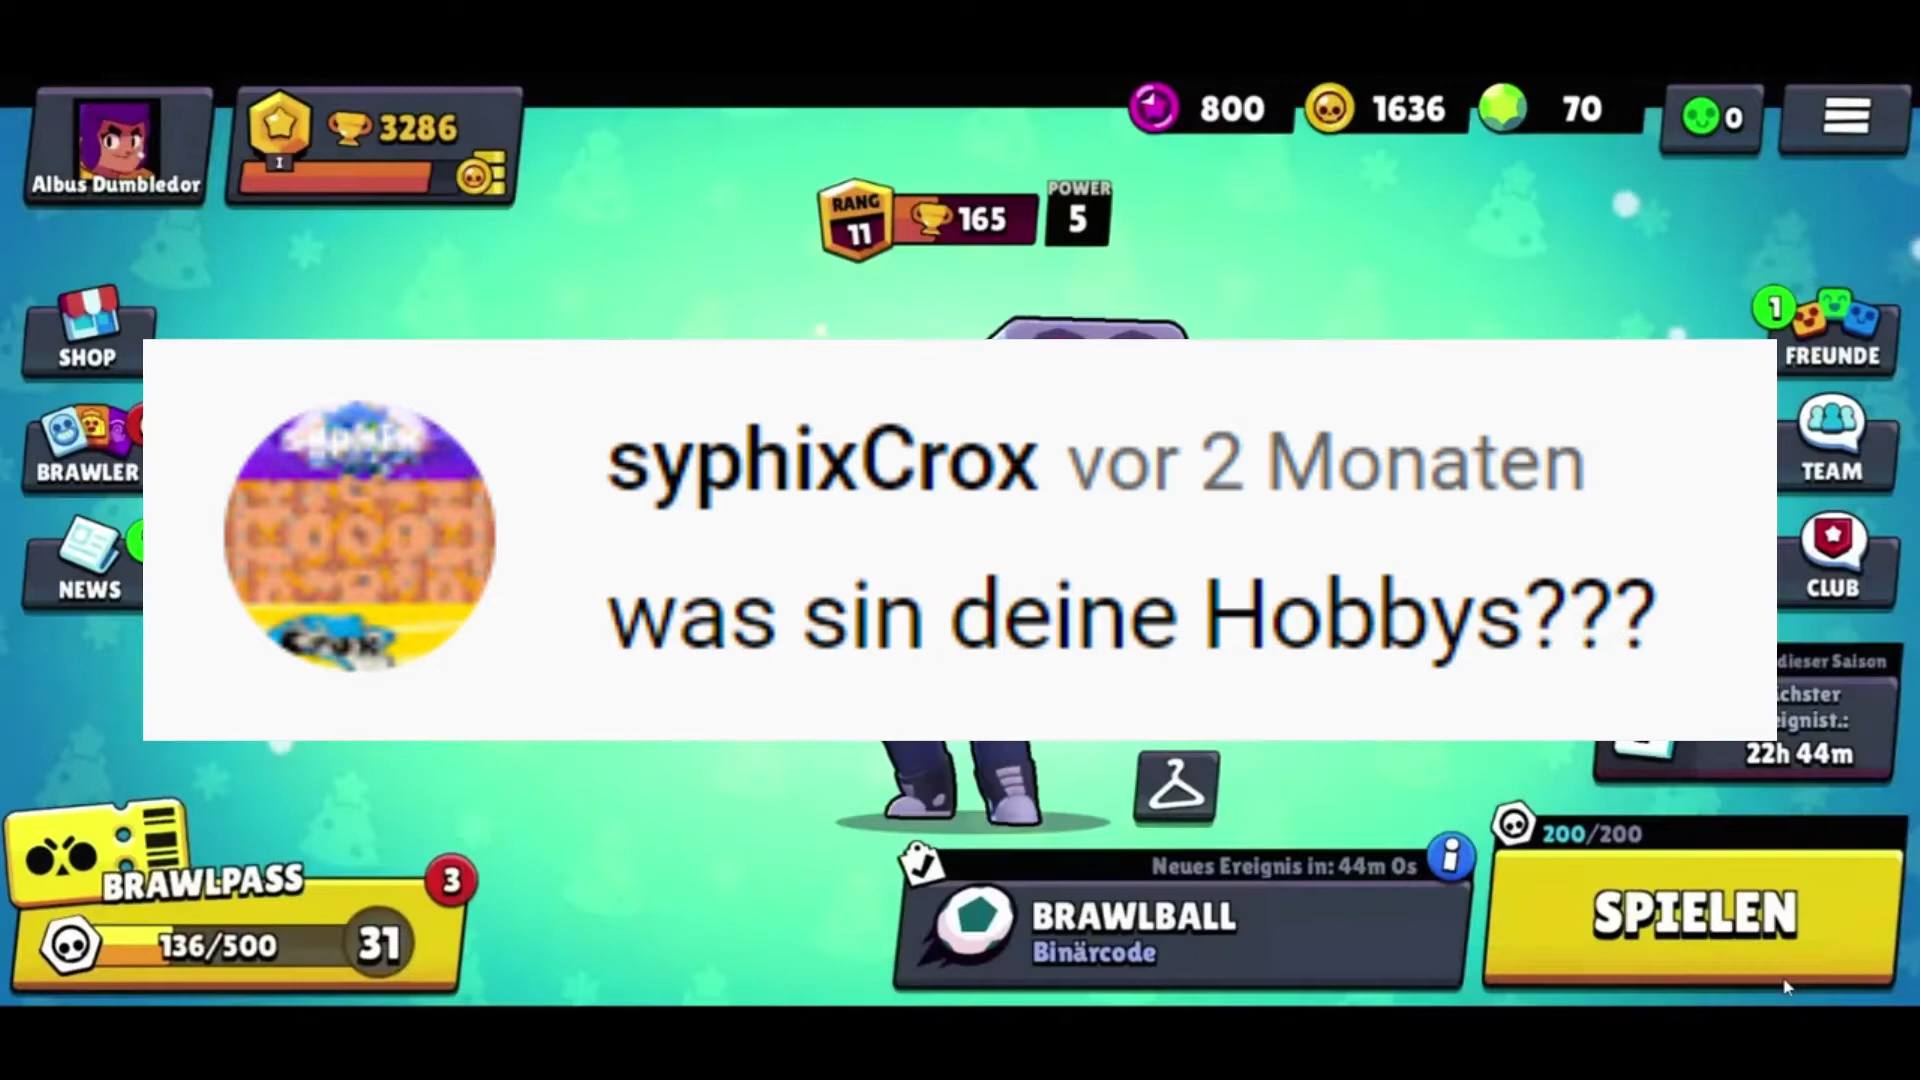 Albus Dumbledor
3286
I
800
1636
70
0
RANG
11
165
POWER
5
SHOP
BRAWLER
NEWS
1
FREUNDE
TEAM
CLUB
syphixCrox vor 2 Monaten
was sin deine Hobbys???
dieser Saison
22h 44m
BRAWLPASS
3
136/500
31
Neues Ereignis in: 44m 0s
BRAWLBALL
Binärcode
200/200
SPIELEN